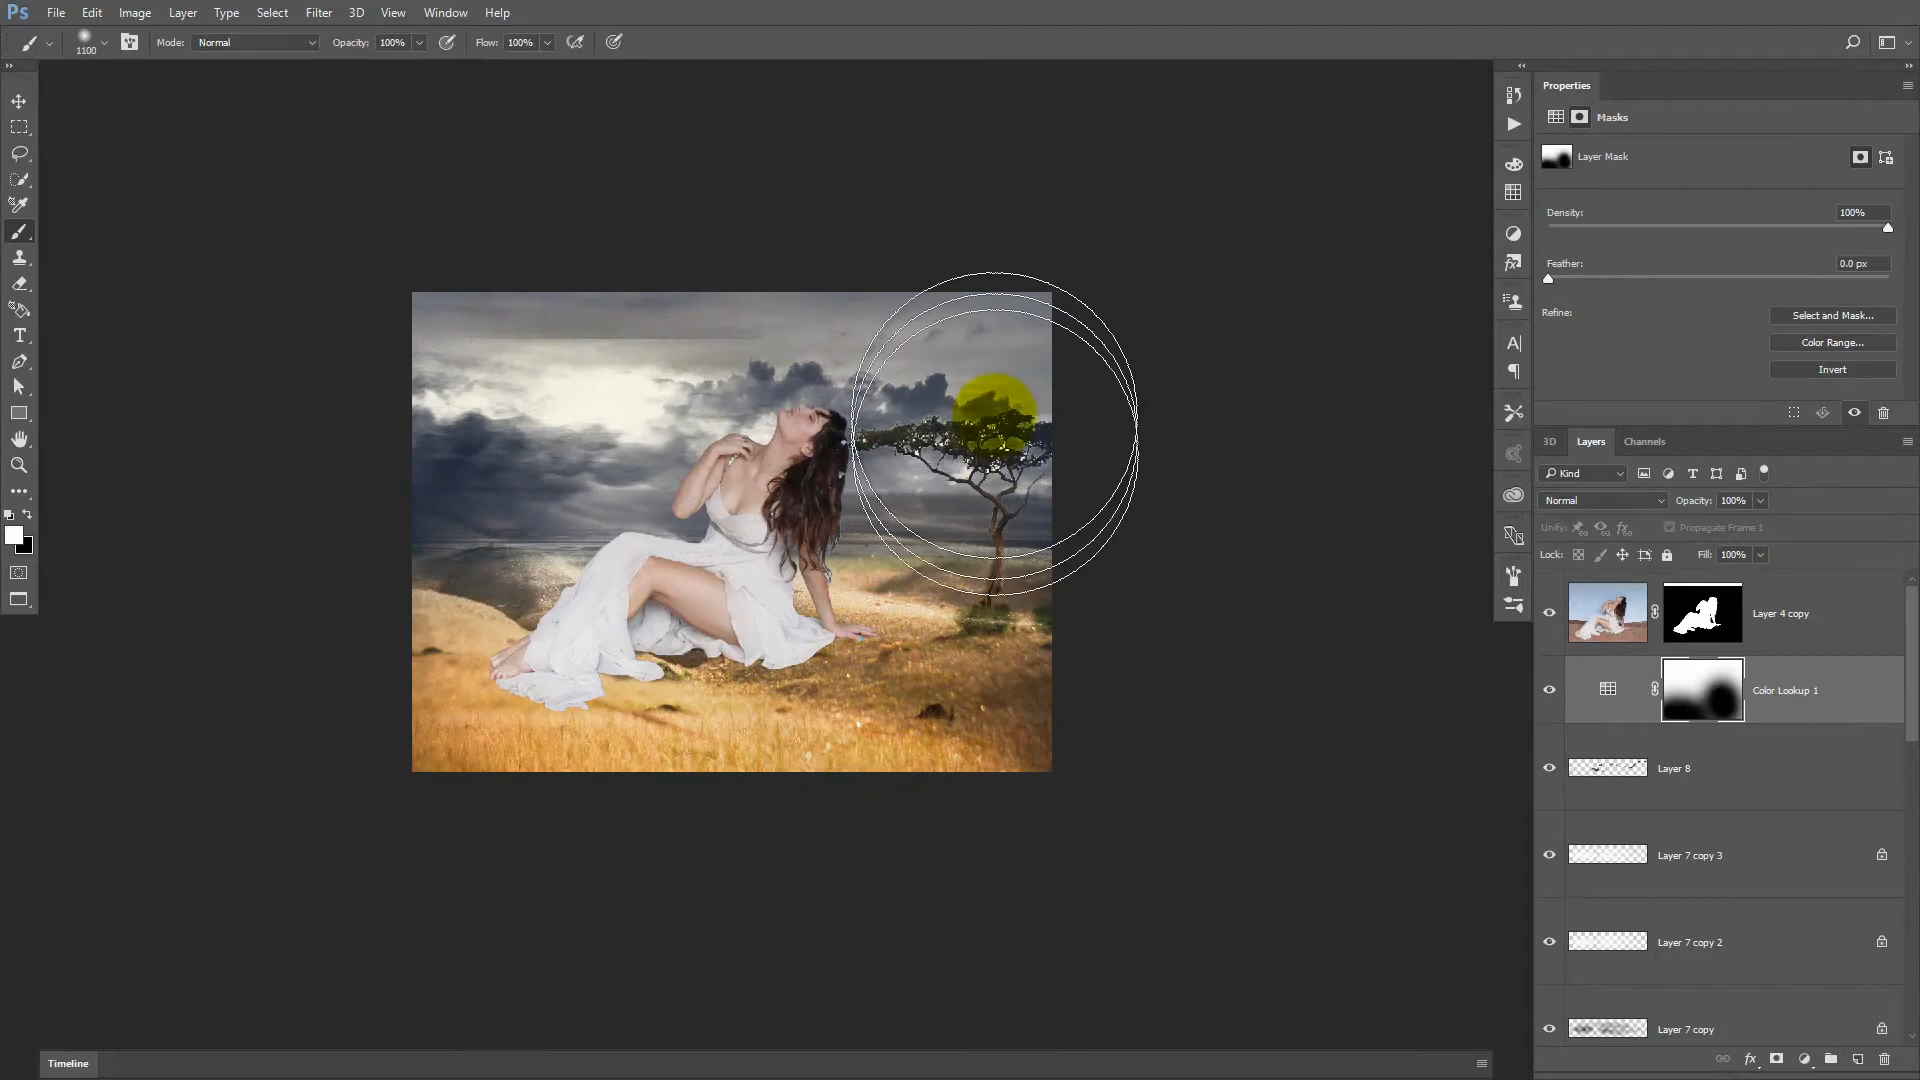 Ps File Edit Image Layer Type Select Filter 3D View Window Help
1100 Mode: Normal Opacity: 100% Flow: 100%
Properties
Masks
Layer Mask
Density: 100%
Feather: 0.0 px
Refine: Select and Mask...
Color Range...
Invert
3D Layers Channels
Kind
Normal Opacity: 100%
Unify: Propagate Frame 1
Lock: Fill: 100%
Layer 4 copy
Color Lookup 1
Layer 8
Layer 7 copy 3
Layer 7 copy 2
Layer 7 copy
Timeline